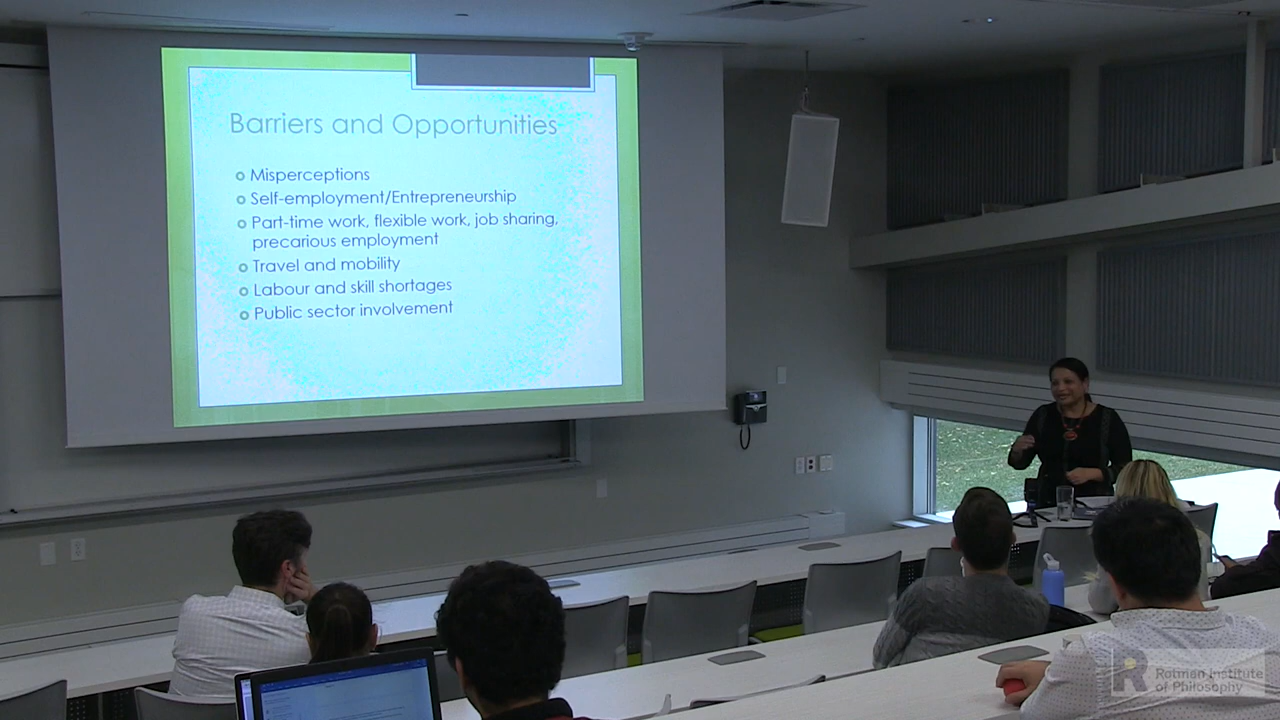 Barriers and Opportunities
Misperceptions
Self-employment/Entrepreneurship
Part-time work, flexible work, job sharing,
precarious employment
Travel and mobility
Labour and skill shortages
Public sector involvement
Rotman Institute
of Philosophy